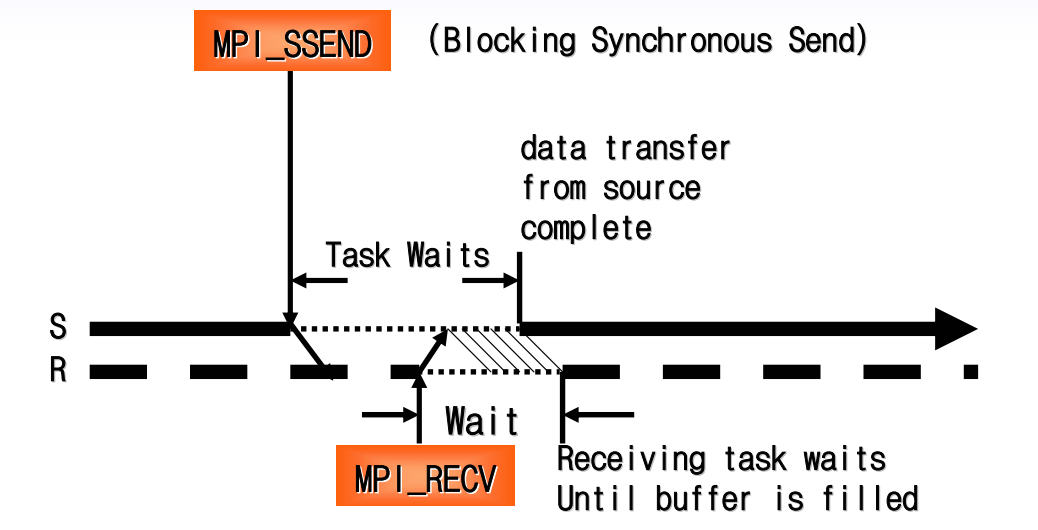 MPI_SSEND (Blocking Synchronous Send)
data transfer
from source
complete
Task Waits
S
R
Wait
MPI_RECV
Receiving task waits
Until buffer is filled